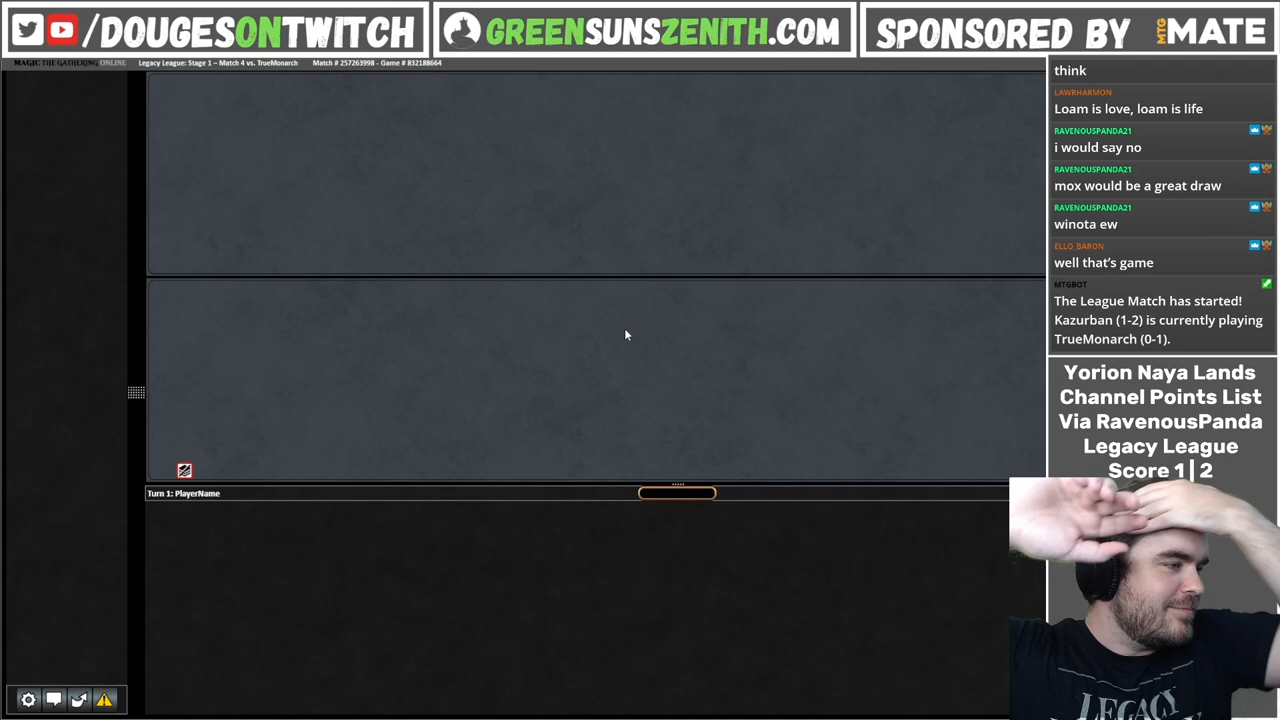 /DOUGESONTWITCH
GREENSUNSZENITH.COM
SPONSORED BY MTG MATE
MAGIC: THE GATHERING ONLINE
Legacy League: Stage 1 – Match 4 vs. TrueMonarch
Match # 257263998 - Game # 832188664
think
LAWRHARMON
Loam is love, loam is life
RAVENOUSPANDA21
i would say no
RAVENOUSPANDA21
mox would be a great draw
RAVENOUSPANDA21
winota ew
ELLO_BARON
well that's game
MTGBOT
The League Match has started!
Kazurban (1-2) is currently playing
TrueMonarch (0-1).
Yorion Naya Lands
Channel Points List
Via RavenousPanda
Legacy League
Score 1 | 2
Turn 1: PlayerName
LEGACY